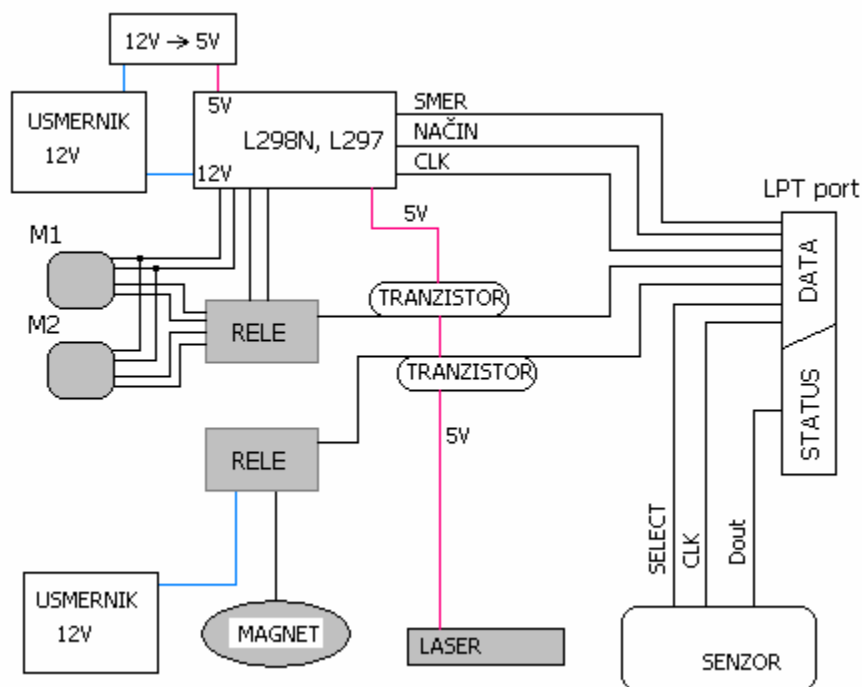 12V → 5V
USMERNIK
12V
5V
L298N, L297
12V
SMER
NAČIN
CLK
LPT port
5V
M1
DATA
TRANZISTOR
M2
RELE
TRANZISTOR
STATUS
5V
RELE
SELECT
CLK
Dout
USMERNIK
12V
MAGNET
LASER
SENZOR